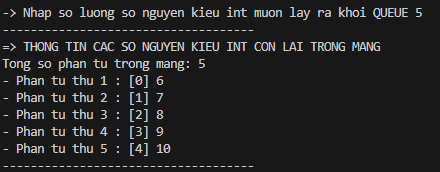 -> Nhap so luong so nguyen kieu int muon lay ra khoi QUEUE 5
------------------------------------
=> THONG TIN CAC SO NGUYEN KIEU INT CON LAI TRONG MANG
Tong so phan tu trong mang: 5
- Phan tu thu 1 : [0] 6
- Phan tu thu 2 : [1] 7
- Phan tu thu 3 : [2] 8
- Phan tu thu 4 : [3] 9
- Phan tu thu 5 : [4] 10
------------------------------------